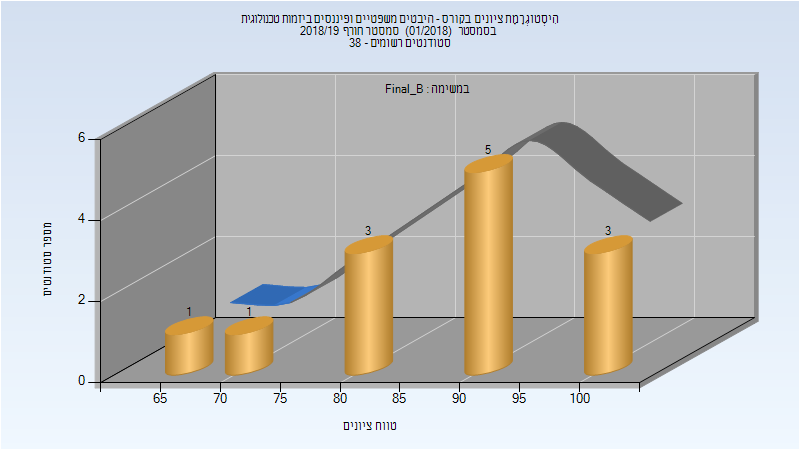 היסטוגרמת ציונים בקורס - היבטים משפטיים ופיננסים ביזמות טכנולוגית
בסמסטר (01/2018) סמסטר חורף 2018/19
סטודנטים רשומים - 38
במשימה : Final_B
6
4
2
0
מספר סטודנטים
1
1
3
5
3
65
70
75
80
85
90
95
100
טווח ציונים